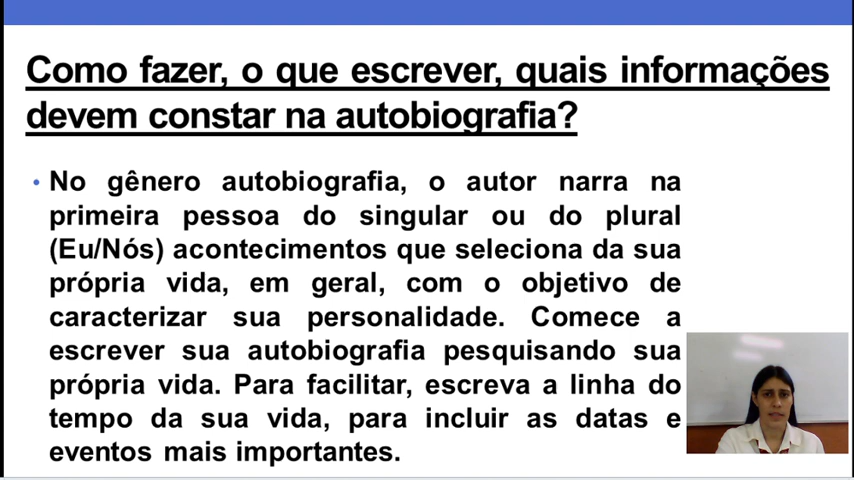 Como fazer, o que escrever, quais informações
devem constar na autobiografia?
• No gênero autobiografia, o autor narra na
primeira pessoa do singular ou do plural
(Eu/Nós) acontecimentos que seleciona da sua
própria vida, em geral, com o objetivo de
caracterizar sua personalidade. Comece a
escrever sua autobiografia pesquisando sua
própria vida. Para facilitar, escreva a linha do
tempo da sua vida, para incluir as datas e
eventos mais importantes.